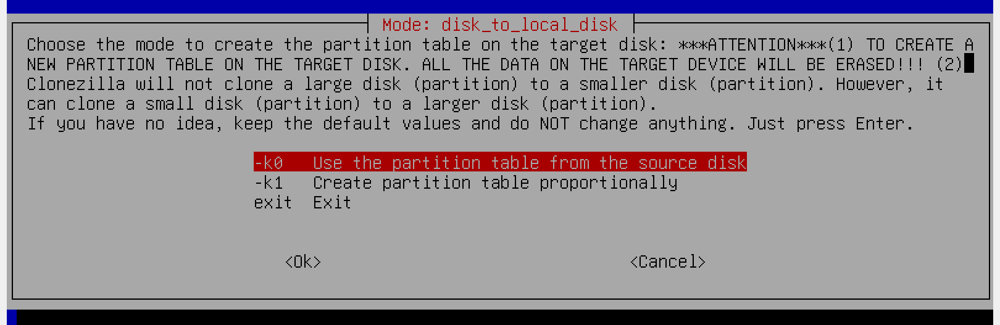 Mode: disk_to_local_disk
Choose the mode to create the partition table on the target disk: ***ATTENTION***(1) TO CREATE A
NEW PARTITION TABLE ON THE TARGET DISK. ALL THE DATA ON THE TARGET DEVICE WILL BE ERASED!!! (2)
Clonezilla will not clone a large disk (partition) to a smaller disk (partition). However, it
can clone a small disk (partition) to a larger disk (partition).
If you have no idea, keep the default values and do NOT change anything. Just press Enter.
-k0 Use the partition table from the source disk
-k1 Create partition table proportionally
exit Exit
<Ok> <Cancel>